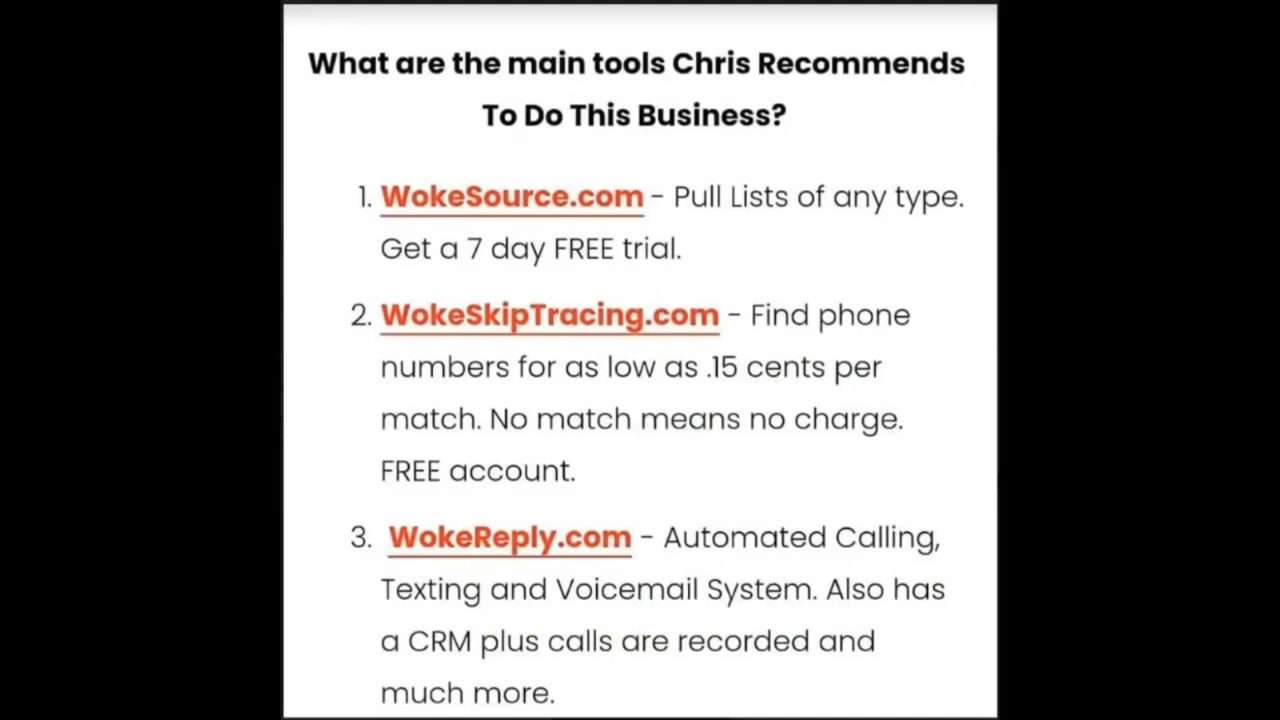 What are the main tools Chris Recommends
To Do This Business?
1. WokeSource.com - Pull Lists of any type.
Get a 7 day FREE trial.
2. WokeSkipTracing.com - Find phone
numbers for as low as .15 cents per
match. No match means no charge.
FREE account.
3. WokeReply.com - Automated Calling,
Texting and Voicemail System. Also has
a CRM plus calls are recorded and
much more.